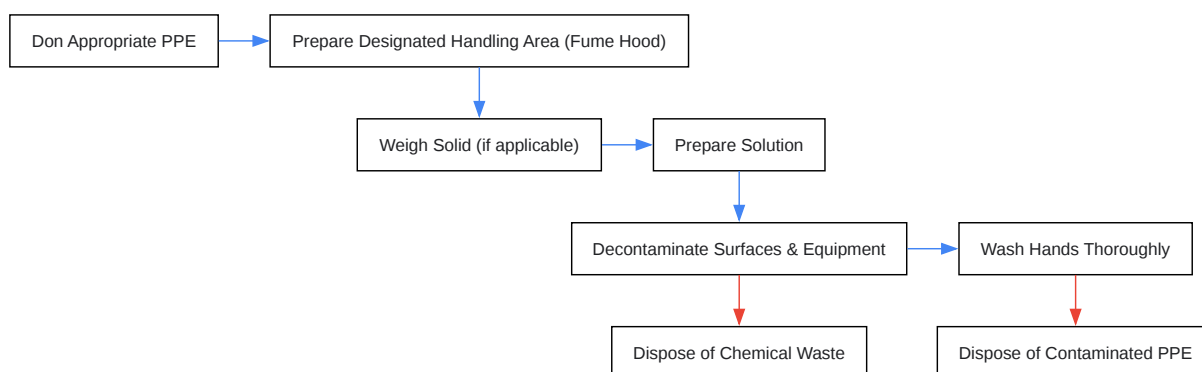 Don Appropriate PPE
Prepare Designated Handling Area (Fume Hood)
Weigh Solid (if applicable)
Prepare Solution
Decontaminate Surfaces & Equipment
Wash Hands Thoroughly
Dispose of Chemical Waste
Dispose of Contaminated PPE